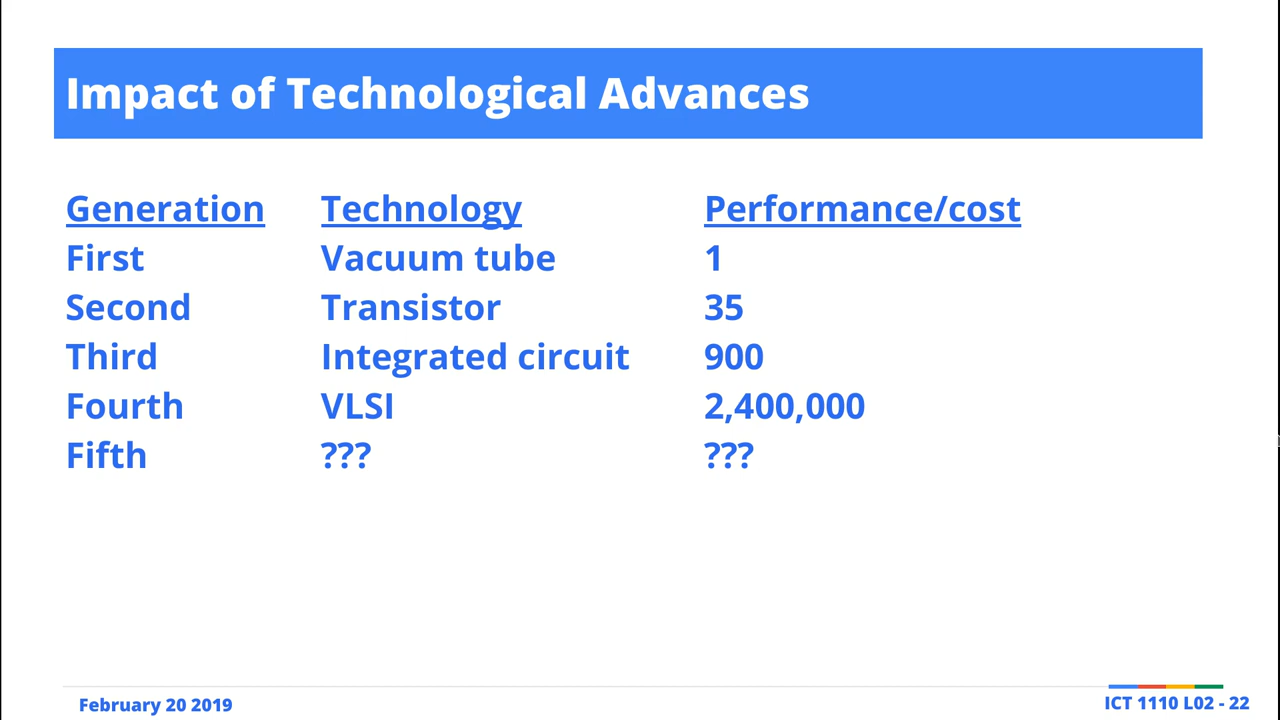 Impact of Technological Advances
Generation Technology Performance/cost
First Vacuum tube 1
Second Transistor 35
Third Integrated circuit 900
Fourth VLSI 2,400,000
Fifth ??? ???
February 20 2019 ICT 1110 L02 - 22